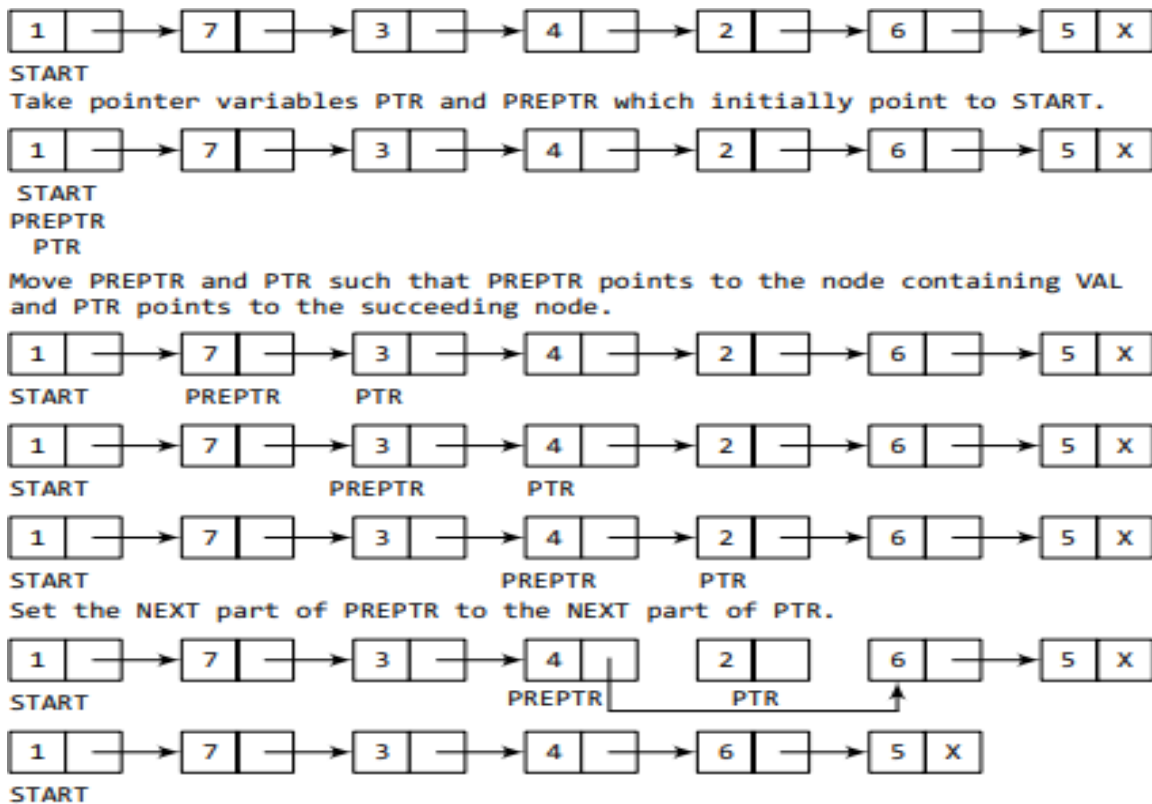 1 7 3 4 2 6 5 X
START
Take pointer variables PTR and PREPTR which initially point to START.
1 7 3 4 2 6 5 X
START
PREPTR
PTR
Move PREPTR and PTR such that PREPTR points to the node containing VAL
and PTR points to the succeeding node.
1 7 3 4 2 6 5 X
START PREPTR PTR
1 7 3 4 2 6 5 X
START PREPTR PTR
1 7 3 4 2 6 5 X
START PREPTR PTR
Set the NEXT part of PREPTR to the NEXT part of PTR.
1 7 3 4 2 6 5 X
START PREPTR PTR
1 7 3 4 6 5 X
START